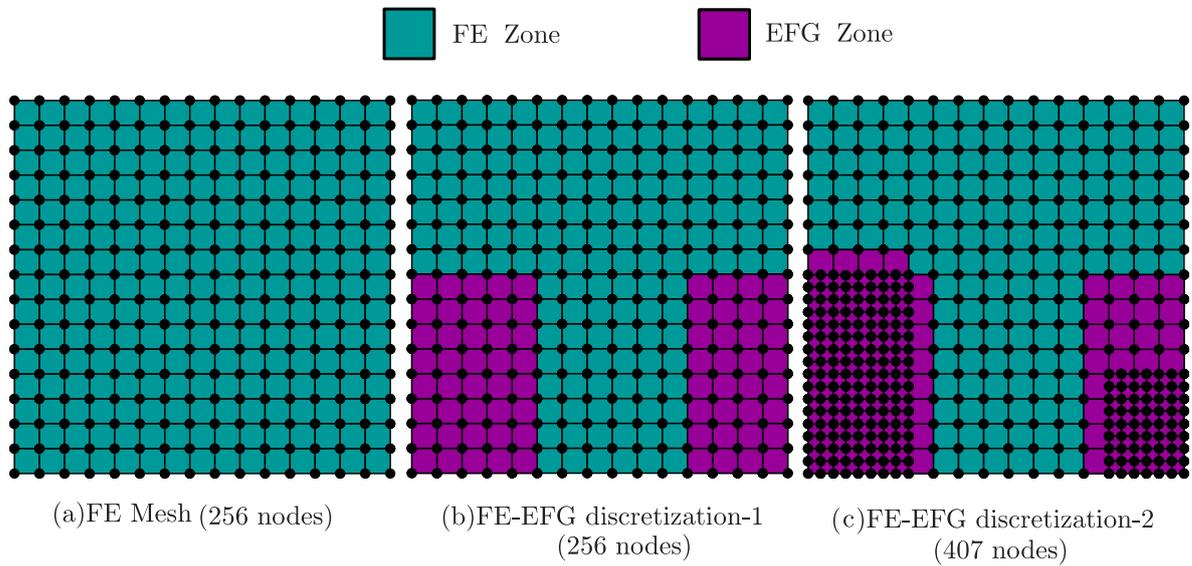 FE Zone
EFG Zone
(a)FE Mesh (256 nodes)
(b)FE-EFG discretization-1
(256 nodes)
(c)FE-EFG discretization-2
(407 nodes)